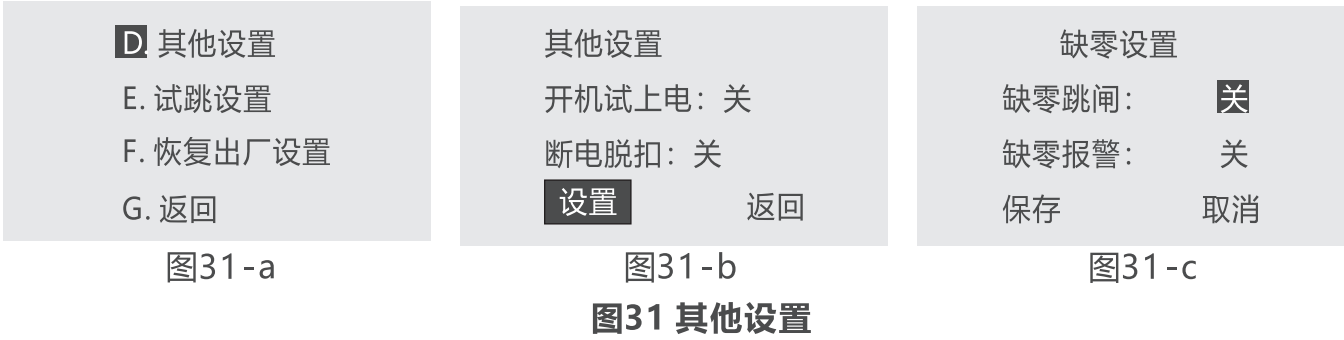 D. 其他设置
E. 试跳设置
F. 恢复出厂设置
G. 返回
图31-a
其他设置
开机试上电：关
断电脱扣：关
设置 返回
图31-b
缺零设置
缺零跳闸： 关
缺零报警： 关
保存 取消
图31-c
图31 其他设置